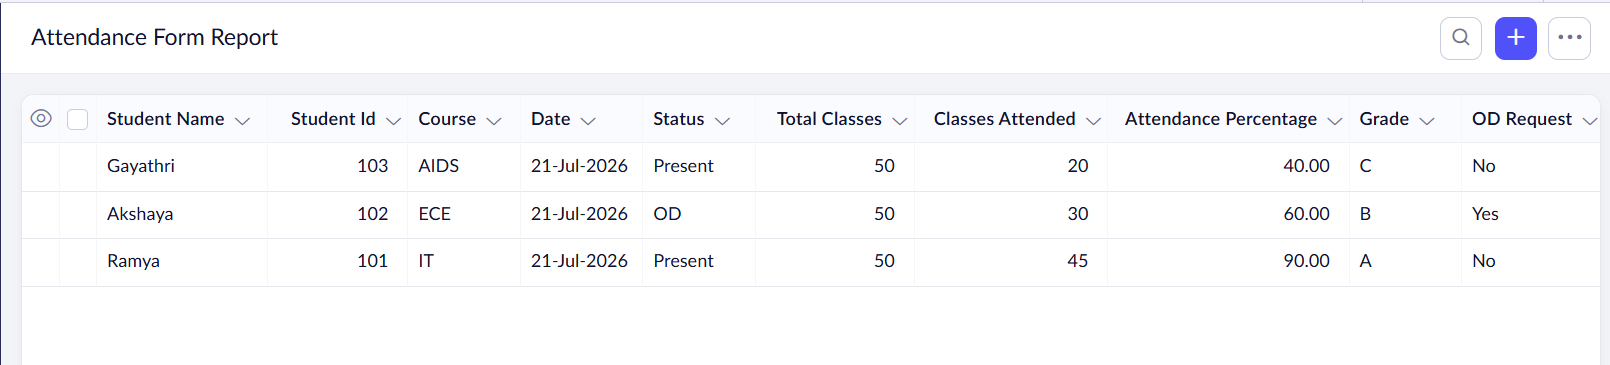 Attendance Form Report
Student Name Student Id Course Date Status Total Classes Classes Attended Attendance Percentage Grade OD Request
Gayathri 103 AIDS 21-Jul-2026 Present 50 20 40.00 C No
Akshaya 102 ECE 21-Jul-2026 OD 50 30 60.00 B Yes
Ramya 101 IT 21-Jul-2026 Present 50 45 90.00 A No